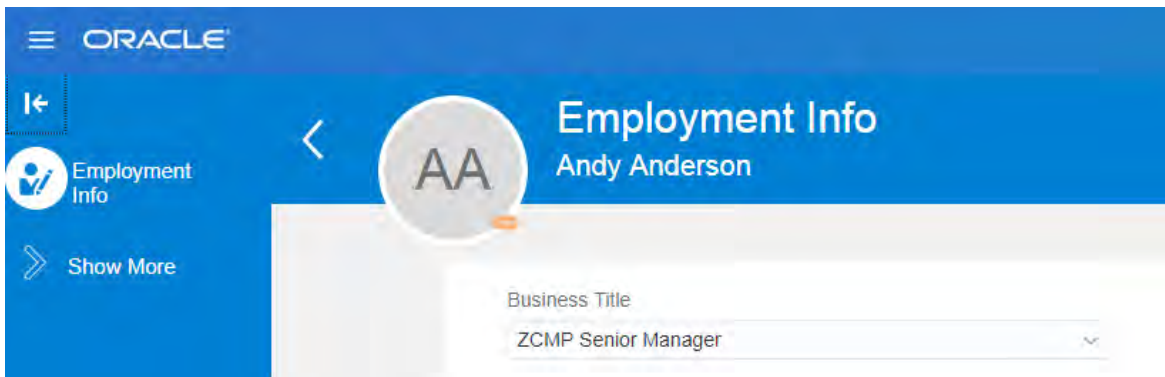 ORACLE
Employment Info
Andy Anderson
AA
Employment
Info
Show More
Business Title
ZCMP Senior Manager